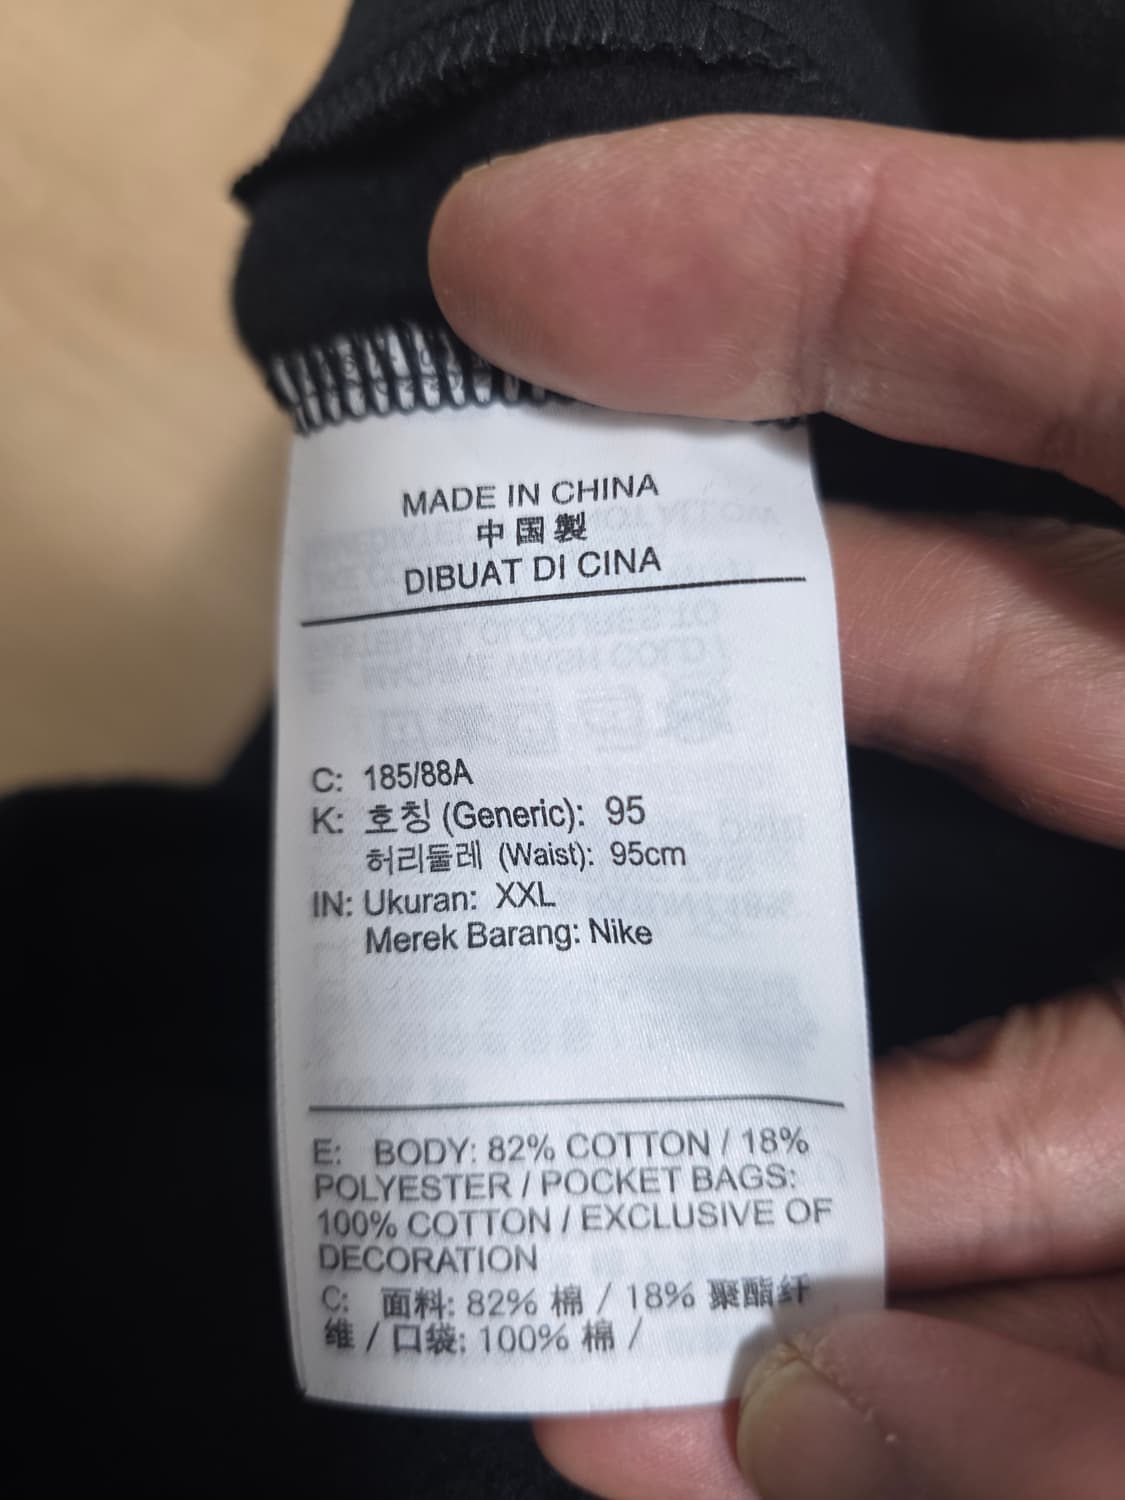 MADE IN CHINA
中国製
DIBUAT DI CINA
C: 185/88A
K: 호칭 (Generic): 95
허리둘레 (Waist): 95cm
IN: Ukuran: XXL
Merek Barang: Nike
E: BODY: 82% COTTON / 18%
POLYESTER / POCKET BAGS:
100% COTTON / EXCLUSIVE OF
DECORATION
C: 面料: 82% 棉 / 18% 聚酯纤
维 / 口袋: 100% 棉 /